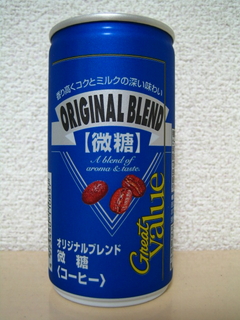 香り高くコクとミルクの深い味わい
ORIGINAL BLEND
【微糖】
A blend of
aroma & taste.
Great
Value
オリジナルブレンド
微糖
〈コーヒー〉